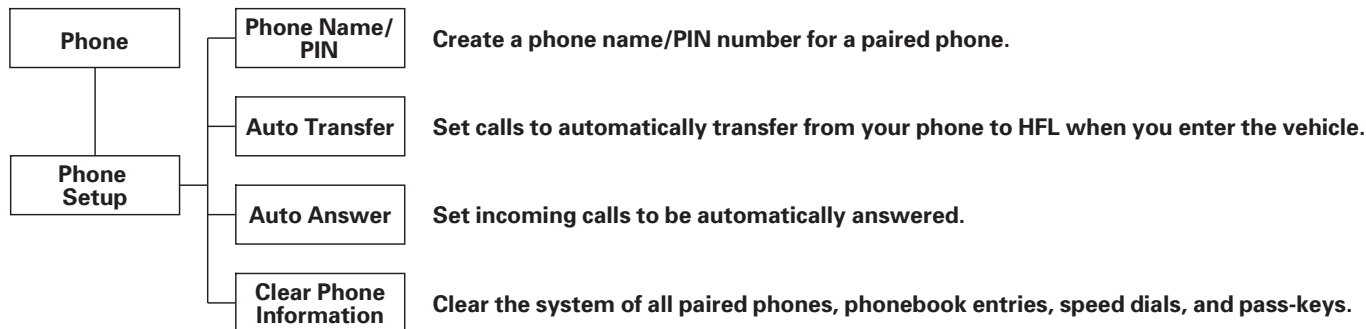 Phone
Phone
Setup
Phone Name/
PIN
Create a phone name/PIN number for a paired phone.
Auto Transfer
Set calls to automatically transfer from your phone to HFL when you enter the vehicle.
Auto Answer
Set incoming calls to be automatically answered.
Clear Phone
Information
Clear the system of all paired phones, phonebook entries, speed dials, and pass-keys.